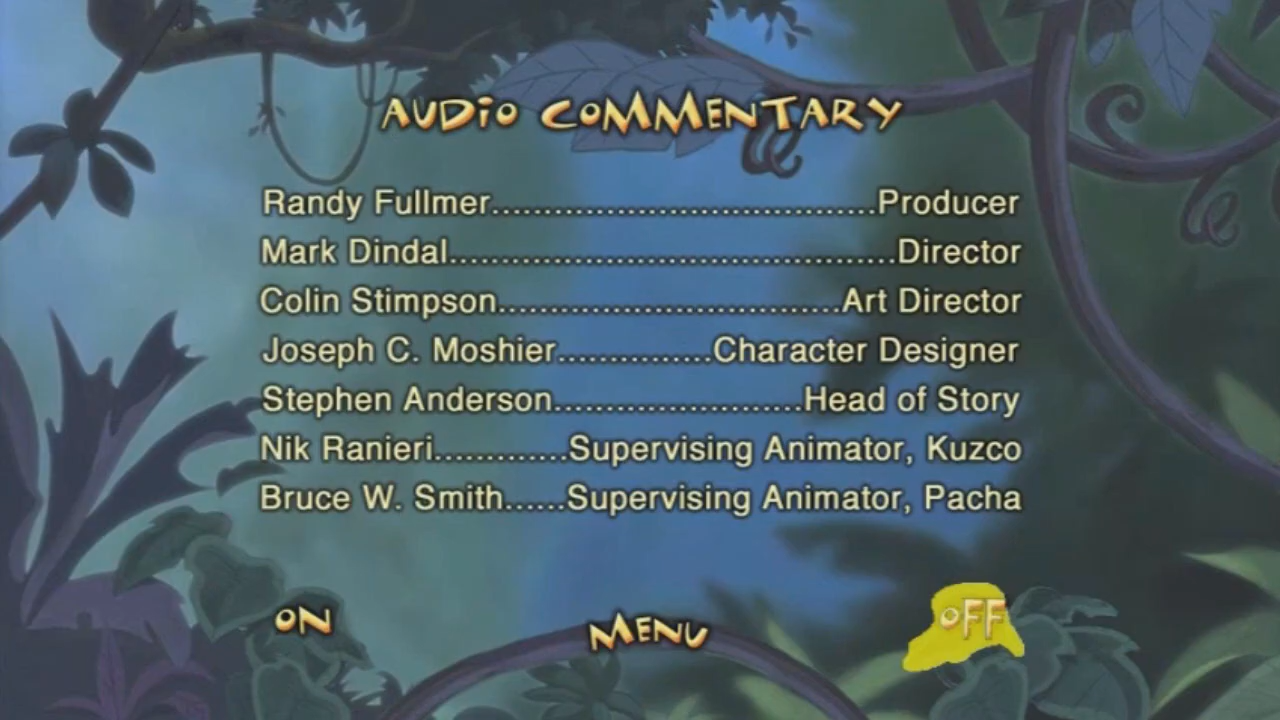 AUDiO COMMENTARY
Randy Fullmer.....................................Producer
Mark Dindal...........................................Director
Colin Stimpson.................................Art Director
Joseph C. Moshier...............Character Designer
Stephen Anderson........................Head of Story
Nik Ranieri.............Supervising Animator, Kuzco
Bruce W. Smith......Supervising Animator, Pacha
ON MENU OFF